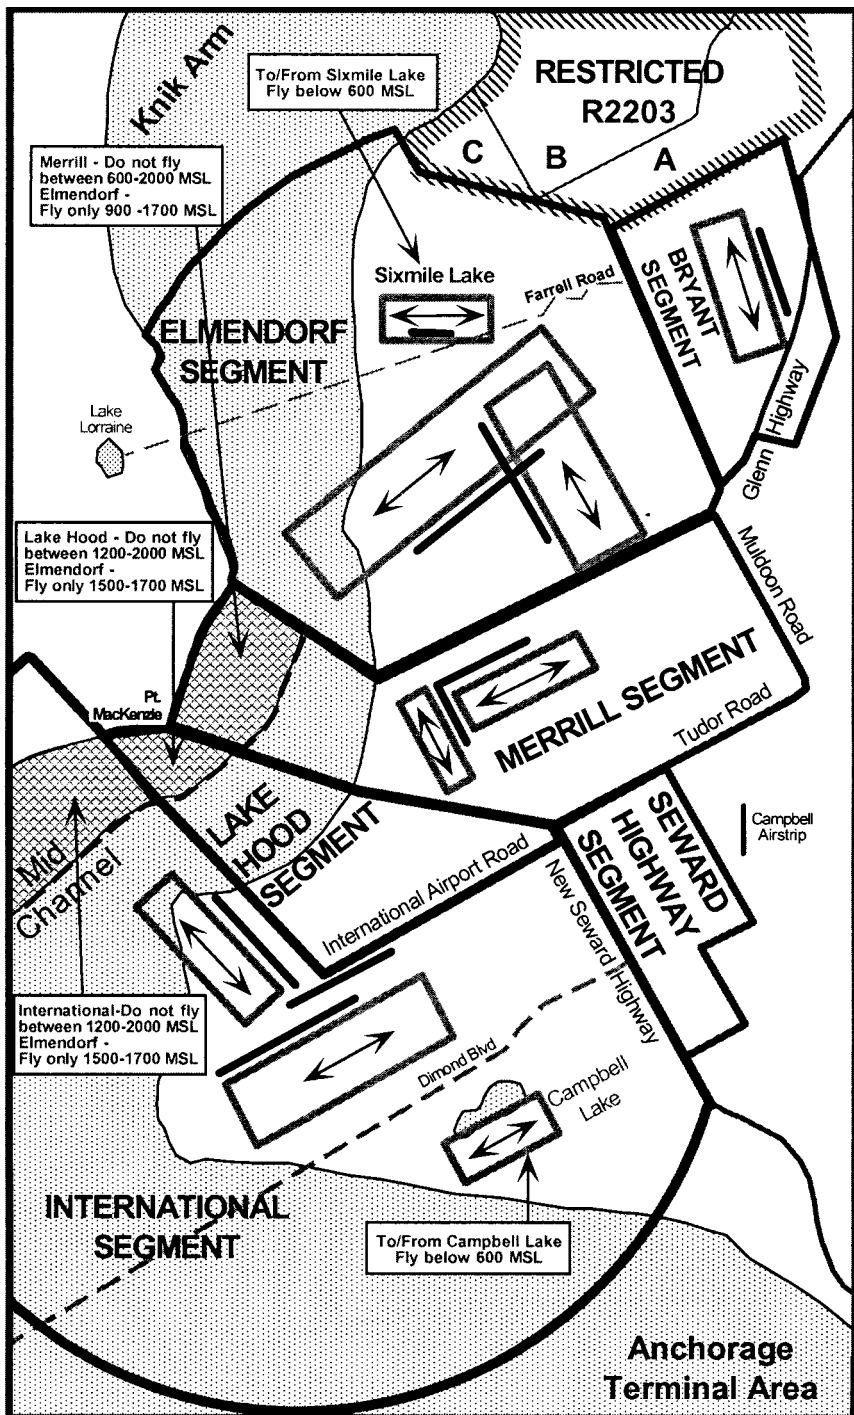 Knik Arm
To/From Sixmile Lake
Fly below 600 MSL
RESTRICTED
R2203
C
B
A
Merrill - Do not fly
between 600-2000 MSL
Elmendorf -
Fly only 900 -1700 MSL
Sixmile Lake
Farrell Road
BRYANT
SEGMENT
ELMENDORF
SEGMENT
Lake
Lorraine
Glenn Highway
Lake Hood - Do not fly
between 1200-2000 MSL
Elmendorf -
Fly only 1500-1700 MSL
Muldoon Road
Pt.
MacKenzie
MERRILL SEGMENT
Tudor Road
LAKE
HOOD
SEGMENT
SEWARD
HIGHWAY
SEGMENT
Campbell
Airstrip
Mid
Channel
International Airport Road
New Seward Highway
International-Do not fly
between 1200-2000 MSL
Elmendorf -
Fly only 1500-1700 MSL
Dimond Blvd
Campbell
Lake
INTERNATIONAL
SEGMENT
To/From Campbell Lake
Fly below 600 MSL
Anchorage
Terminal Area